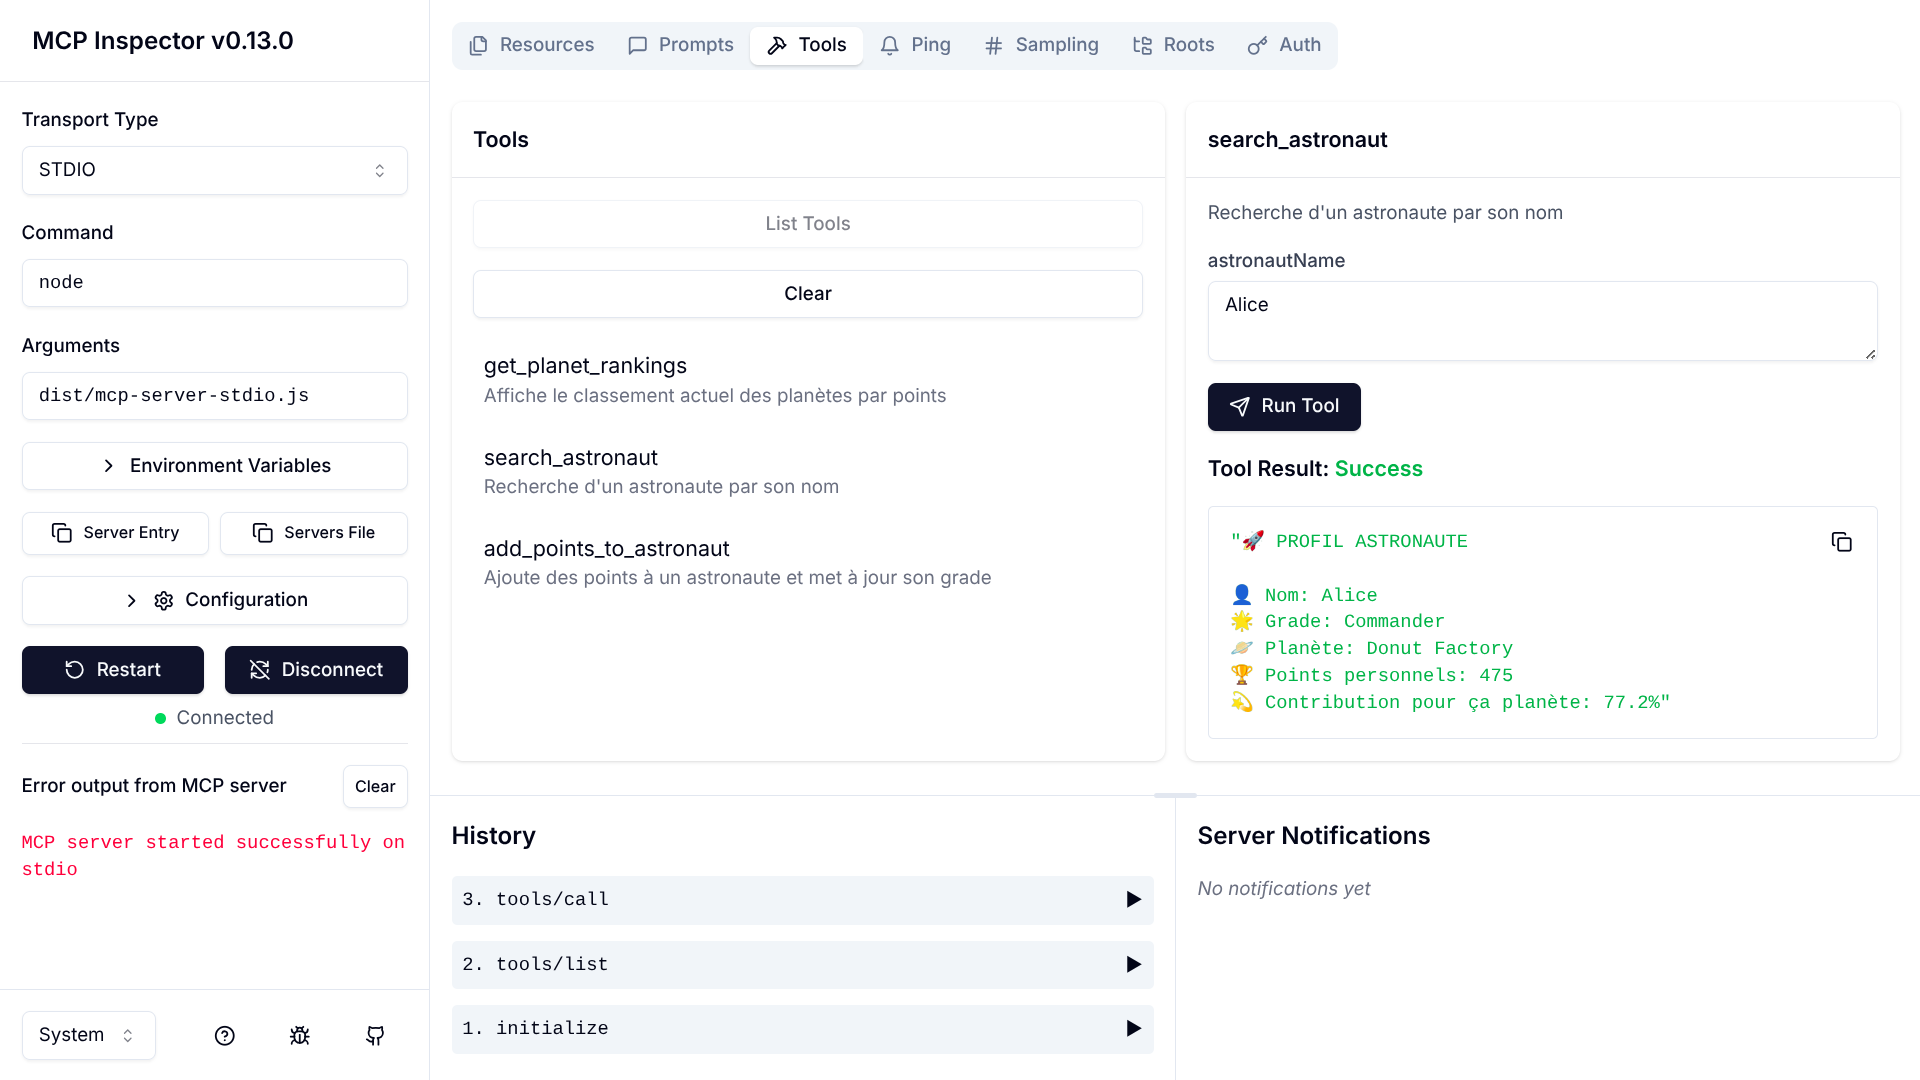 MCP Inspector v0.13.0
Transport Type
STDIO
Command
node
Arguments
dist/mcp-server-stdio.js
Environment Variables
Server Entry
Servers File
Configuration
Restart
Disconnect
Connected
Error output from MCP server
Clear
MCP server started successfully on
stdio
System
Resources
Prompts
Tools
Ping
Sampling
Roots
Auth
Tools
List Tools
Clear
get_planet_rankings
Affiche le classement actuel des planètes par points
search_astronaut
Recherche d'un astronaute par son nom
add_points_to_astronaut
Ajoute des points à un astronaute et met à jour son grade
search_astronaut
Recherche d'un astronaute par son nom
astronautName
Alice
Run Tool
Tool Result: Success
"🚀 PROFIL ASTRONAUTE
👤 Nom: Alice
🌟 Grade: Commander
🪐 Planète: Donut Factory
🏆 Points personnels: 475
💫 Contribution pour ça planète: 77.2%"
History
3. tools/call
2. tools/list
1. initialize
Server Notifications
No notifications yet